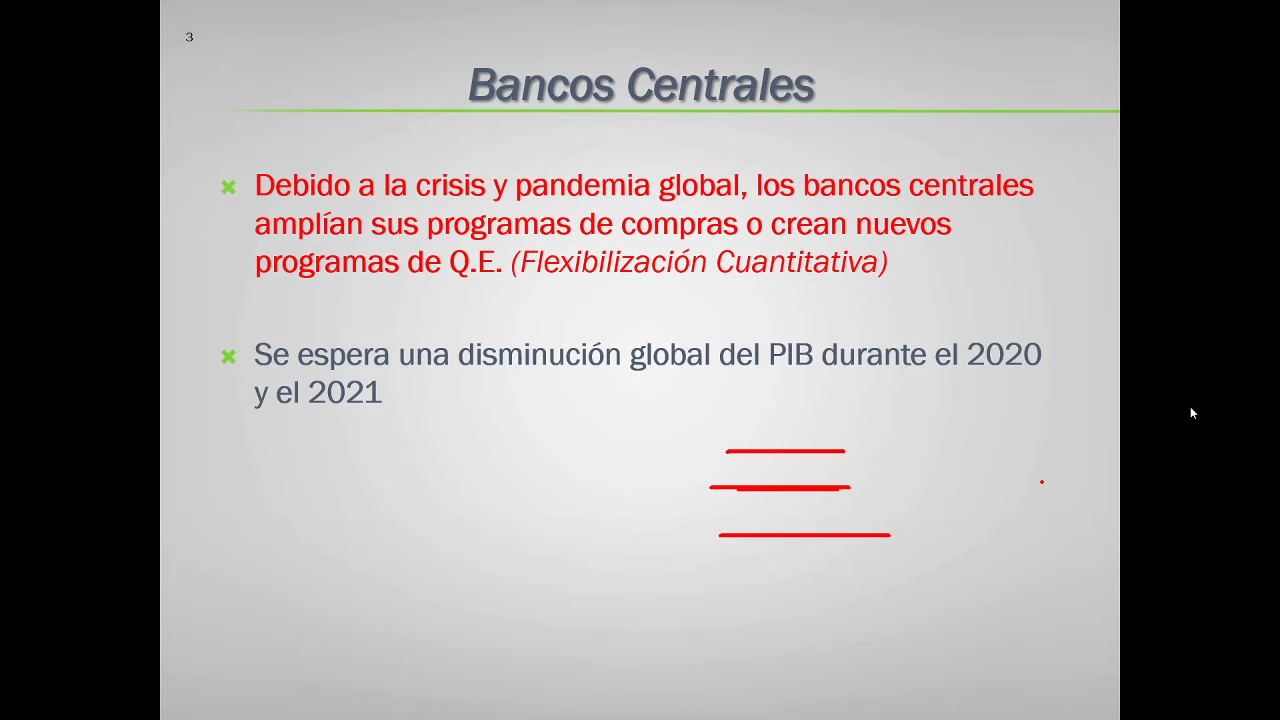 3
Bancos Centrales
Debido a la crisis y pandemia global, los bancos centrales
amplían sus programas de compras o crean nuevos
programas de Q.E. (Flexibilización Cuantitativa)
Se espera una disminución global del PIB durante el 2020
y el 2021